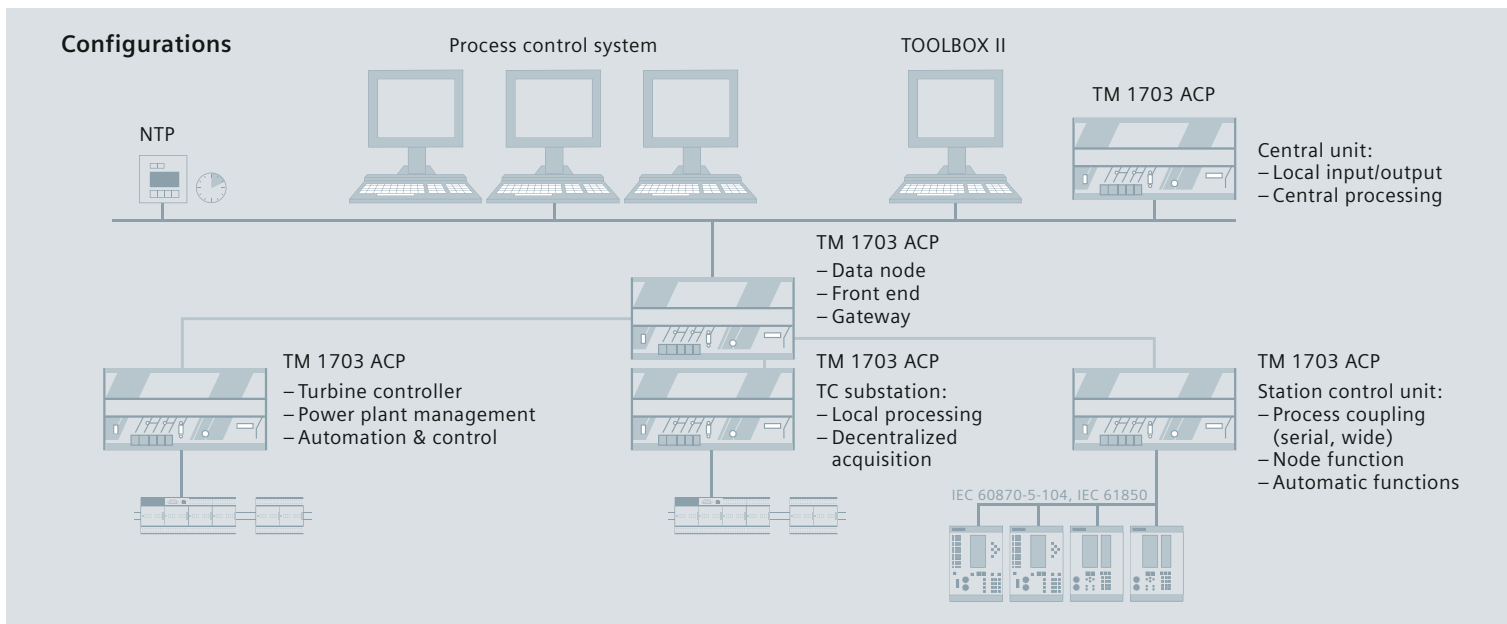 Configurations
Process control system
TOOLBOX II
TM 1703 ACP
NTP
Central unit:
– Local input/output
– Central processing
TM 1703 ACP
– Data node
– Front end
– Gateway
TM 1703 ACP
– Turbine controller
– Power plant management
– Automation & control
TM 1703 ACP
TC substation:
– Local processing
– Decentralized
acquisition
TM 1703 ACP
Station control unit:
– Process coupling
(serial, wide)
– Node function
– Automatic functions
IEC 60870-5-104, IEC 61850